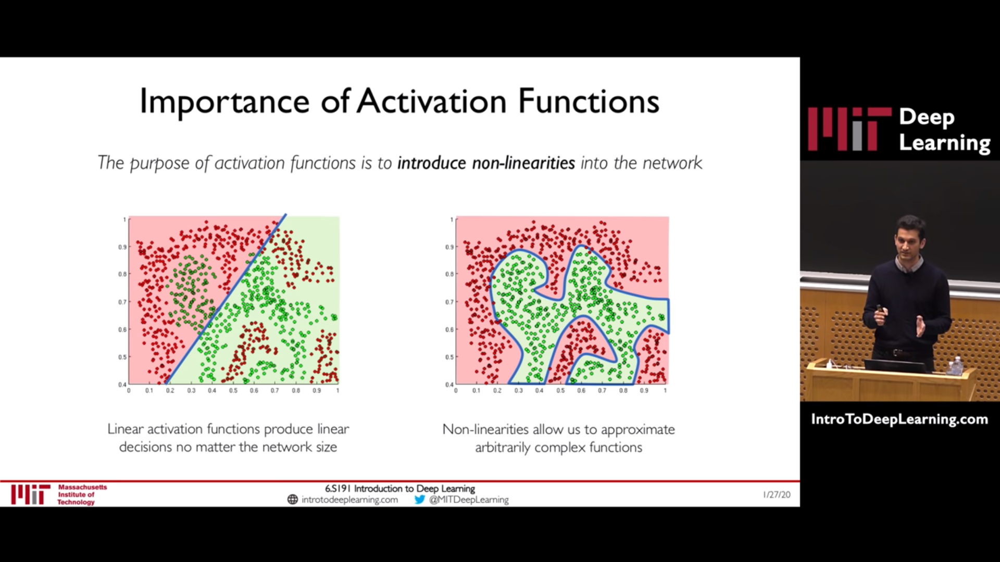 Importance of Activation Functions
The purpose of activation functions is to introduce non-linearities into the network
1
0.9
0.8
0.7
0.6
0.5
0.4
0 0.1 0.2 0.3 0.4 0.5 0.6 0.7 0.8 0.9 1
1
0.9
0.8
0.7
0.6
0.5
0.4
0 0.1 0.2 0.3 0.4 0.5 0.6 0.7 0.8 0.9 1
Linear activation functions produce linear
decisions no matter the network size
Non-linearities allow us to approximate
arbitrarily complex functions
MIT
Massachusetts
Institute of
Technology
6.S191 Introduction to Deep Learning
introtodeeplearning.com @MITDeepLearning
1/27/20
MIT
Deep
Learning
IntroToDeepLearning.com